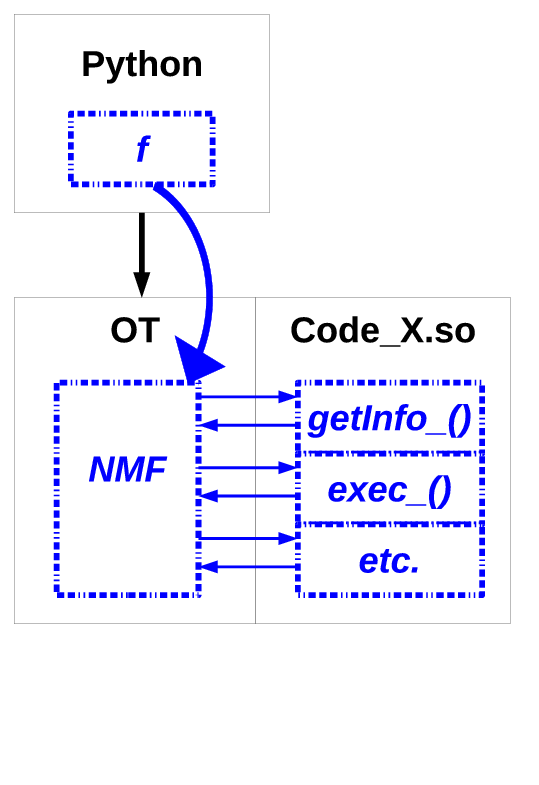 Python
f
OT
Code_X.so
NMF
getInfo_()
exec_()
etc.